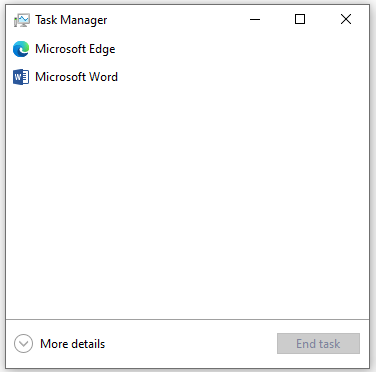 Task Manager
Microsoft Edge
Microsoft Word
More details
End task